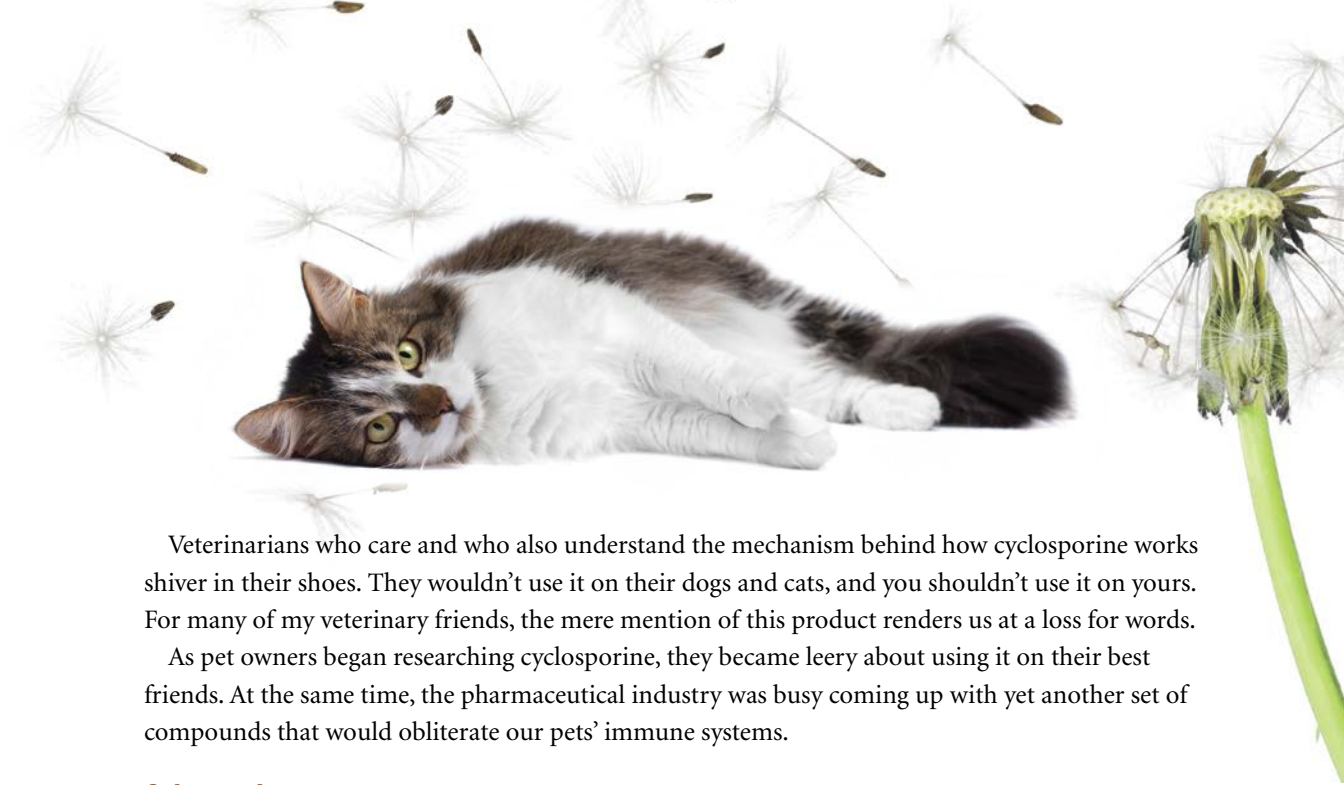 Veterinarians who care and who also understand the mechanism behind how cyclosporine works
shiver in their shoes. They wouldn’t use it on their dogs and cats, and you shouldn’t use it on yours.
For many of my veterinary friends, the mere mention of this product renders us at a loss for words.
As pet owners began researching cyclosporine, they became leery about using it on their best
friends. At the same time, the pharmaceutical industry was busy coming up with yet another set of
compounds that would obliterate our pets’ immune systems.